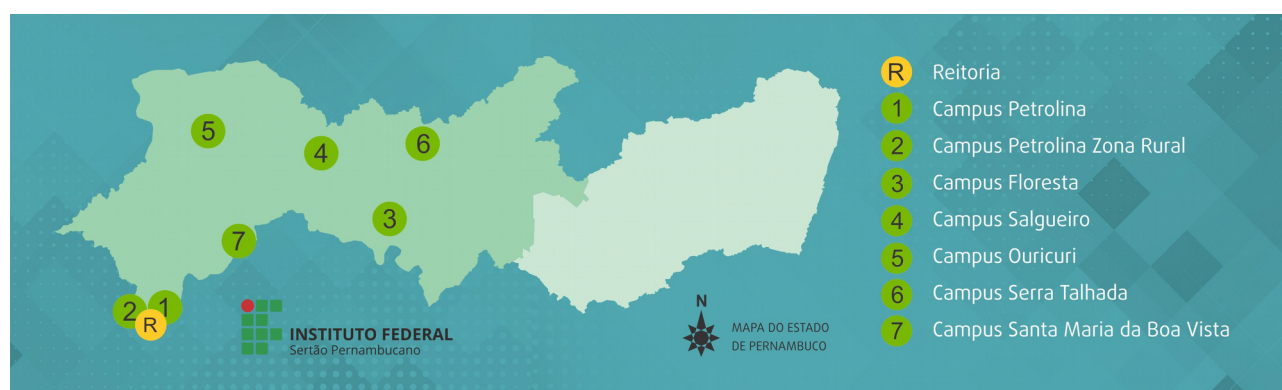 5
4
6
3
7
2
1
R
INSTITUTO FEDERAL
Sertão Pernambucano
N
MAPA DO ESTADO
DE PERNAMBUCO
R Reitoria
1 Campus Petrolina
2 Campus Petrolina Zona Rural
3 Campus Floresta
4 Campus Salgueiro
5 Campus Ouricuri
6 Campus Serra Talhada
7 Campus Santa Maria da Boa Vista